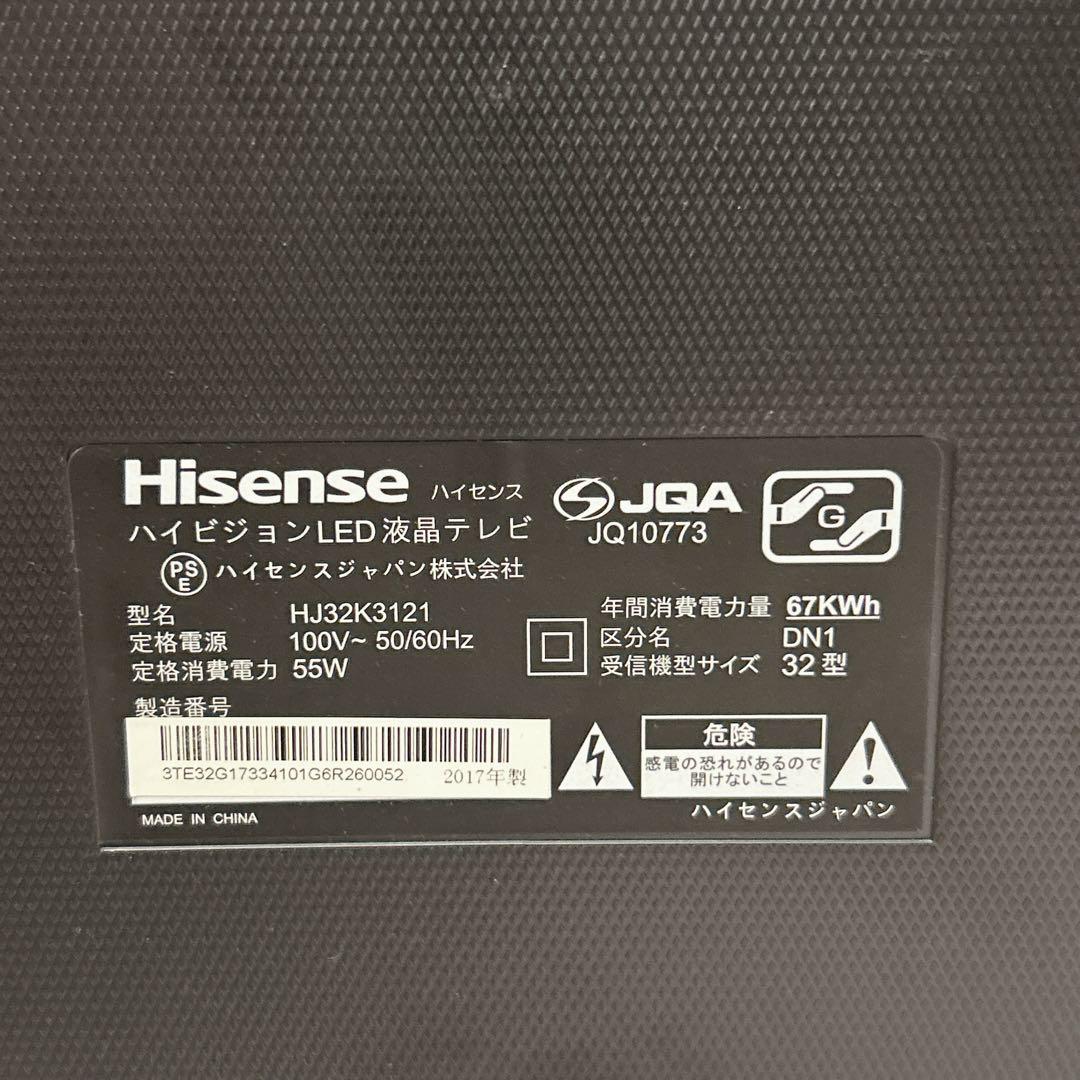 Hisense ハイセンス
ハイビジョンLED液晶テレビ
PSE ハイセンスジャパン株式会社
JQA
JQ10773
G
型名 HJ32K3121
定格電源 100V~ 50/60Hz
定格消費電力 55W
年間消費電力量 67KWh
区分名 DN1
受信機型サイズ 32型
製造番号
3TE32G17334101G6R260052 2017年製
MADE IN CHINA
危険
感電の恐れがあるので
開けないこと
ハイセンスジャパン